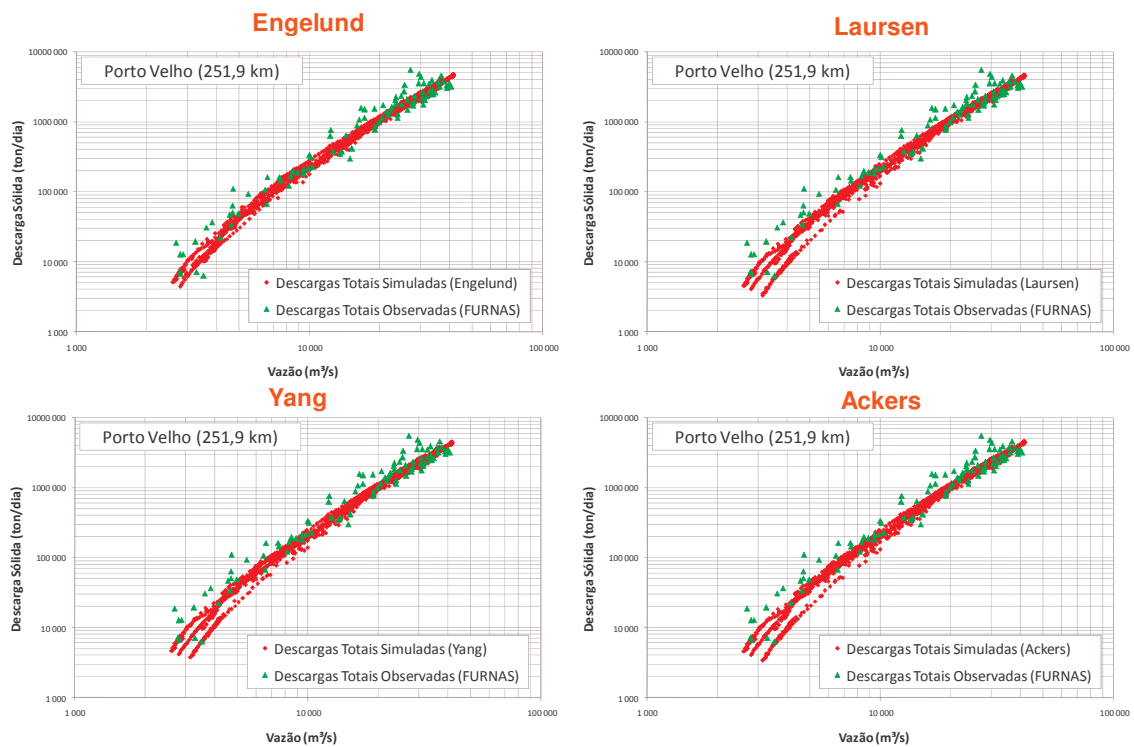 Engelund
10000 000
1000 000
100 000
10 000
1 000
Descarga Sólida (ton/dia)
Porto Velho (251,9 km)
Descargas Totais Simuladas (Engelund)
Descargas Totais Observadas (FURNAS)
1 000
10 000
100 000
Vazão (m³/s)
Laursen
10000 000
1000 000
100 000
10 000
1 000
Descarga Sólida (ton/dia)
Porto Velho (251,9 km)
Descargas Totais Simuladas (Laursen)
Descargas Totais Observadas (FURNAS)
1 000
10 000
100 000
Vazão (m³/s)
Yang
10000 000
1000 000
100 000
10 000
1 000
Descarga Sólida (ton/dia)
Porto Velho (251,9 km)
Descargas Totais Simuladas (Yang)
Descargas Totais Observadas (FURNAS)
1 000
10 000
100 000
Vazão (m³/s)
Ackers
10000 000
1000 000
100 000
10 000
1 000
Descarga Sólida (ton/dia)
Porto Velho (251,9 km)
Descargas Totais Simuladas (Ackers)
Descargas Totais Observadas (FURNAS)
1 000
10 000
100 000
Vazão (m³/s)